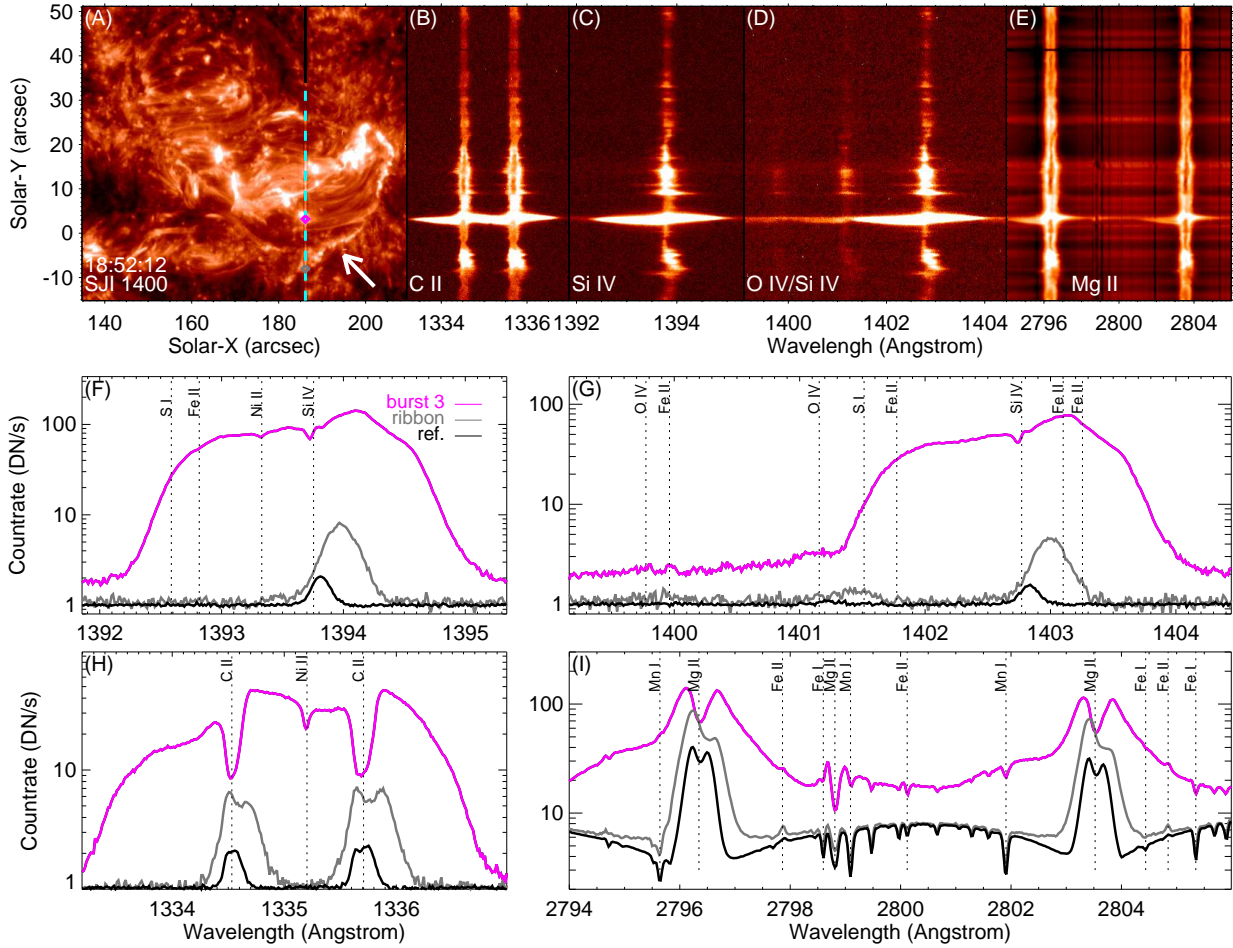 (A)
(B)
(C)
(D)
(E)
50
40
30
20
10
0
-10
Solar-Y (arcsec)
18:52:12
SJI 1400
C II
Si IV
O IV/Si IV
Mg II
140 160 180 200
1334 1336
1392 1394
1400 1402 1404
2796 2800 2804
Solar-X (arcsec)
Wavelengh (Angstrom)
(F)
S I
Fe II
Ni II
Si IV
burst 3
ribbon
ref.
100
10
1
Countrate (DN/s)
1392 1393 1394 1395
(G)
O IV
Fe II
O IV
S I
Fe II
Si IV
Fe II
Fe II
100
10
1
Countrate (DN/s)
1400 1401 1402 1403 1404
(H)
C II
Ni II
C II
10
1
Countrate (DN/s)
1334 1335 1336
Wavelength (Angstrom)
(I)
Mn I
Mg II
Fe II
Fe I
Mg II
Mn I
Fe II
Mn I
Mg II
Fe I
Fe II
Fe I
100
10
2794 2796 2798 2800 2802 2804
Wavelength (Angstrom)